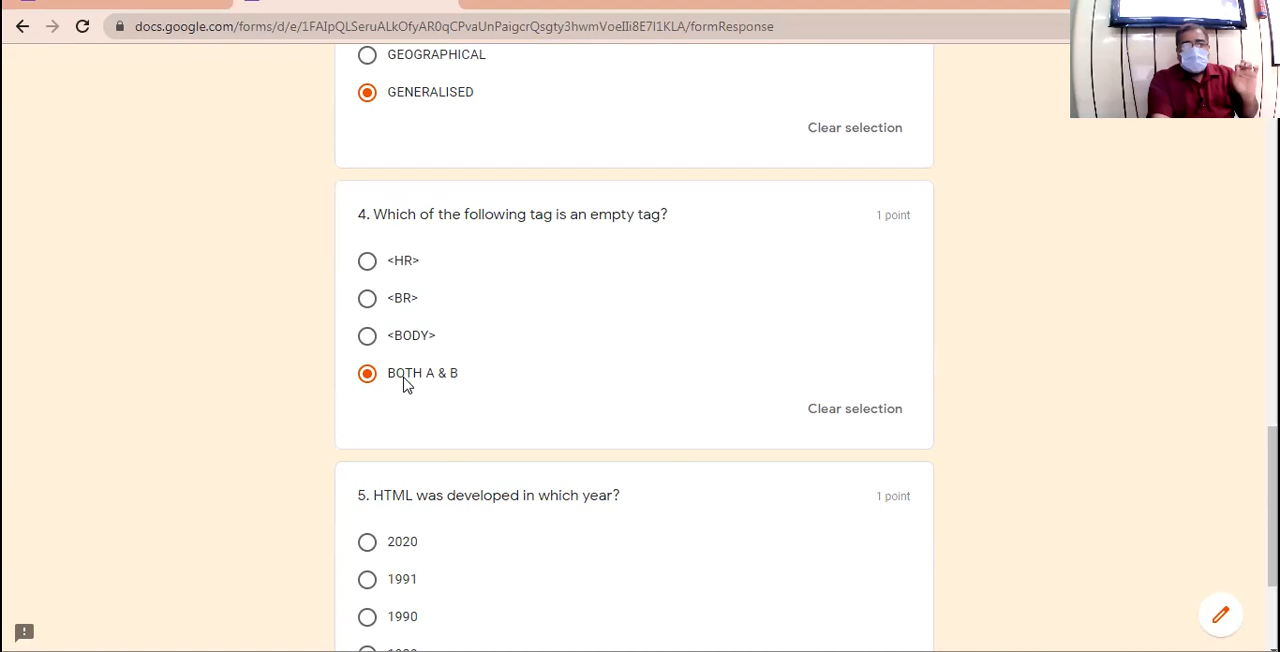 docs.google.com/forms/d/e/1FAIpQLSeruALkOfyAR0qCPvaUnPaigcrQsgty3hwmVoeIIi8E7l1KLA/formResponse
GEOGRAPHICAL
GENERALISED
Clear selection
4. Which of the following tag is an empty tag?
1 point
<HR>
<BR>
<BODY>
BOTH A & B
Clear selection
5. HTML was developed in which year?
1 point
2020
1991
1990